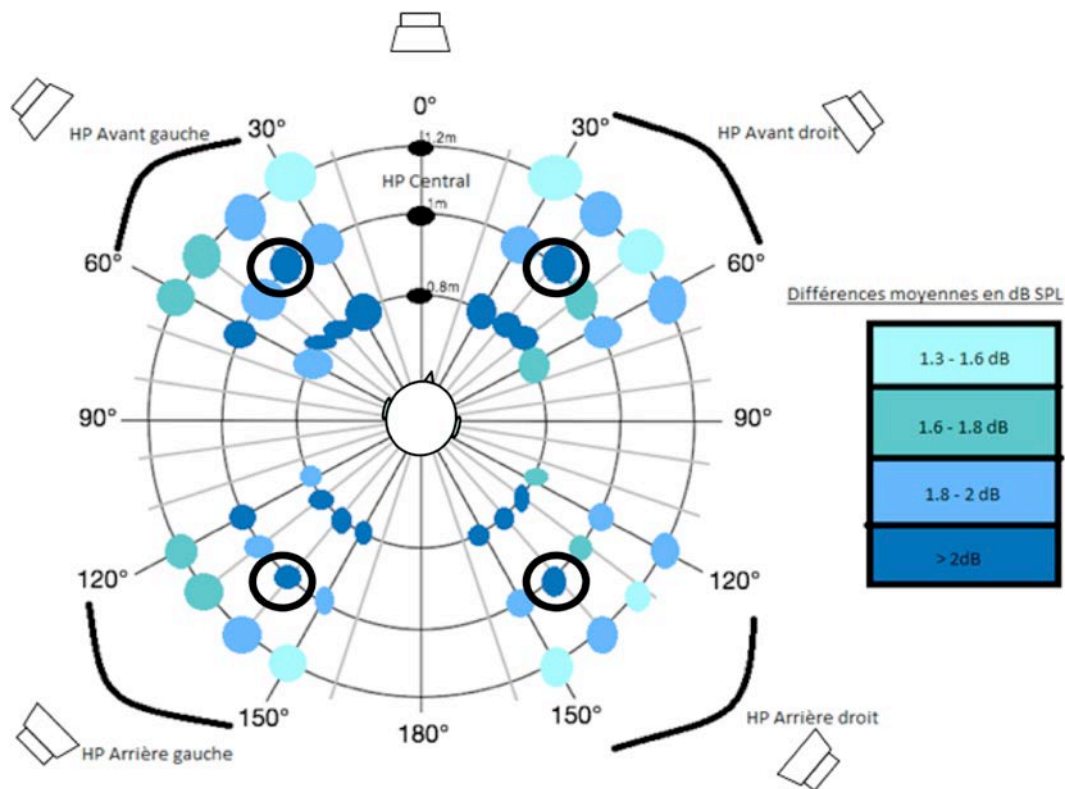 0°
HP Avant gauche
HP Avant droit
30°
30°
1.2m
HP Central
1m
60°
60°
0.8m
Différences moyennes en dB SPL
1.3 - 1.6 dB
1.6 - 1.8 dB
1.8 - 2 dB
> 2dB
90°
90°
120°
120°
150°
150°
180°
HP Arrière gauche
HP Arrière droit